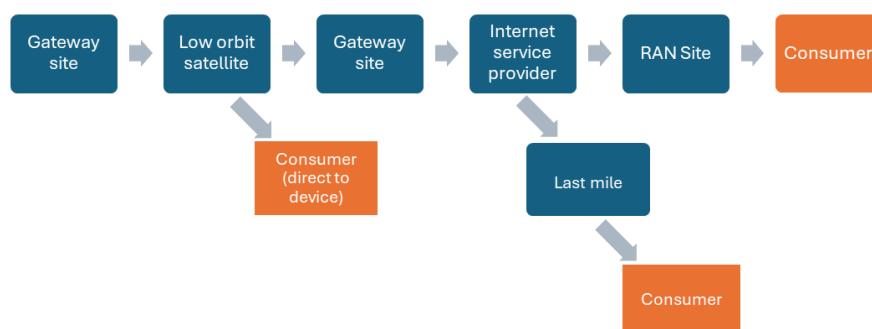 Gateway
site
Low orbit
satellite
Gateway
site
Internet
service
provider
RAN Site
Consumer
Consumer
(direct to
device)
Last mile
Consumer